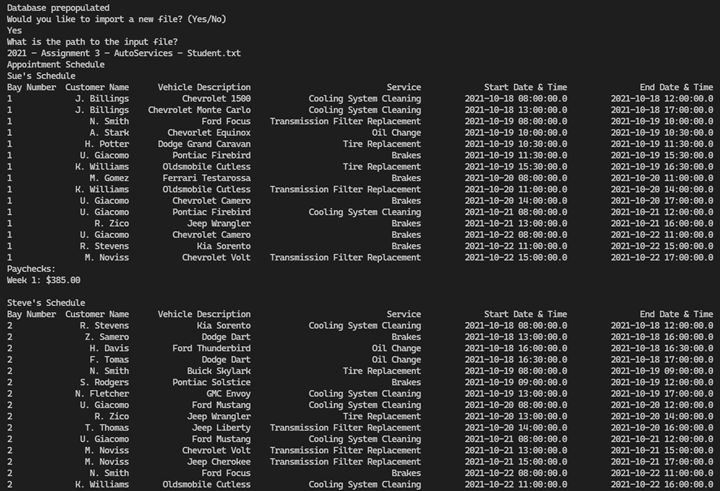 Database prepopulated
Would you like to import a new file? (Yes/No)
Yes
What is the path to the input file?
2021 - Assignment 3 - AutoServices - Student.txt
Appointment Schedule
Sue's Schedule
Bay Number Customer Name Vehicle Description Service Start Date & Time End Date & Time
1 J. Billings Chevrolet 1500 Cooling System Cleaning 2021-10-18 08:00:00.0 2021-10-18 12:00:00.0
1 J. Billings Chevrolet Monte Carlo Cooling System Cleaning 2021-10-18 13:00:00.0 2021-10-18 17:00:00.0
1 N. Smith Ford Focus Transmission Filter Replacement 2021-10-19 08:00:00.0 2021-10-19 10:00:00.0
1 A. Stark Chevorlet Equinox Oil Change 2021-10-19 10:00:00.0 2021-10-19 10:30:00.0
1 H. Potter Dodge Grand Caravan Tire Replacement 2021-10-19 10:30:00.0 2021-10-19 11:30:00.0
1 U. Giacomo Pontiac Firebird Brakes 2021-10-19 11:30:00.0 2021-10-19 15:30:00.0
1 K. Williams Oldsmobile Cutless Tire Replacement 2021-10-19 15:30:00.0 2021-10-19 16:30:00.0
1 M. Gomez Ferrari Testarossa Brakes 2021-10-20 08:00:00.0 2021-10-20 11:00:00.0
1 K. Williams Oldsmobile Cutless Transmission Filter Replacement 2021-10-20 11:00:00.0 2021-10-20 14:00:00.0
1 U. Giacomo Chevrolet Camero Brakes 2021-10-20 14:00:00.0 2021-10-20 17:00:00.0
1 U. Giacomo Pontiac Firebird Cooling System Cleaning 2021-10-21 08:00:00.0 2021-10-21 12:00:00.0
1 R. Zico Jeep Wrangler Brakes 2021-10-21 13:00:00.0 2021-10-21 16:00:00.0
1 U. Giacomo Chevrolet Camero Brakes 2021-10-22 08:00:00.0 2021-10-22 11:00:00.0
1 R. Stevens Kia Sorento Brakes 2021-10-22 11:00:00.0 2021-10-22 15:00:00.0
1 M. Noviss Chevrolet Volt Transmission Filter Replacement 2021-10-22 15:00:00.0 2021-10-22 17:00:00.0
Paychecks:
Week 1: $385.00
Steve's Schedule
Bay Number Customer Name Vehicle Description Service Start Date & Time End Date & Time
2 R. Stevens Kia Sorento Cooling System Cleaning 2021-10-18 08:00:00.0 2021-10-18 12:00:00.0
2 Z. Samero Dodge Dart Brakes 2021-10-18 13:00:00.0 2021-10-18 16:00:00.0
2 H. Davis Ford Thunderbird Oil Change 2021-10-18 16:00:00.0 2021-10-18 16:30:00.0
2 F. Tomas Dodge Dart Oil Change 2021-10-18 16:30:00.0 2021-10-18 17:00:00.0
2 N. Smith Buick Skylark Tire Replacement 2021-10-19 08:00:00.0 2021-10-19 09:00:00.0
2 S. Rodgers Pontiac Solstice Brakes 2021-10-19 09:00:00.0 2021-10-19 12:00:00.0
2 N. Fletcher GMC Envoy Cooling System Cleaning 2021-10-19 13:00:00.0 2021-10-19 17:00:00.0
2 U. Giacomo Ford Mustang Cooling System Cleaning 2021-10-20 08:00:00.0 2021-10-20 12:00:00.0
2 R. Zico Jeep Wrangler Tire Replacement 2021-10-20 13:00:00.0 2021-10-20 14:00:00.0
2 T. Thomas Jeep Liberty Transmission Filter Replacement 2021-10-20 14:00:00.0 2021-10-20 16:00:00.0
2 U. Giacomo Ford Mustang Cooling System Cleaning 2021-10-21 08:00:00.0 2021-10-21 12:00:00.0
2 M. Noviss Chevrolet Volt Transmission Filter Replacement 2021-10-21 13:00:00.0 2021-10-21 15:00:00.0
2 M. Noviss Jeep Cherokee Transmission Filter Replacement 2021-10-21 15:00:00.0 2021-10-21 17:00:00.0
2 N. Smith Ford Focus Brakes 2021-10-22 08:00:00.0 2021-10-22 11:00:00.0
2 K. Williams Oldsmobile Cutless Cooling System Cleaning 2021-10-22 11:00:00.0 2021-10-22 16:00:00.0